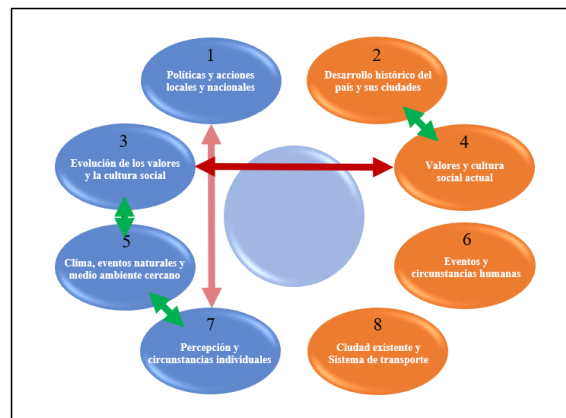 1
Políticas y acciones
locales y nacionales
2
Desarrollo histórico del
país y sus ciudades
3
Evolución de los valores
y la cultura social
4
Valores y cultura
social actual
5
Clima, eventos naturales y
medio ambiente cercano
6
Eventos y
circunstancias humanas
7
Percepción y
circunstancias individuales
8
Ciudad existente y
Sistema de transporte